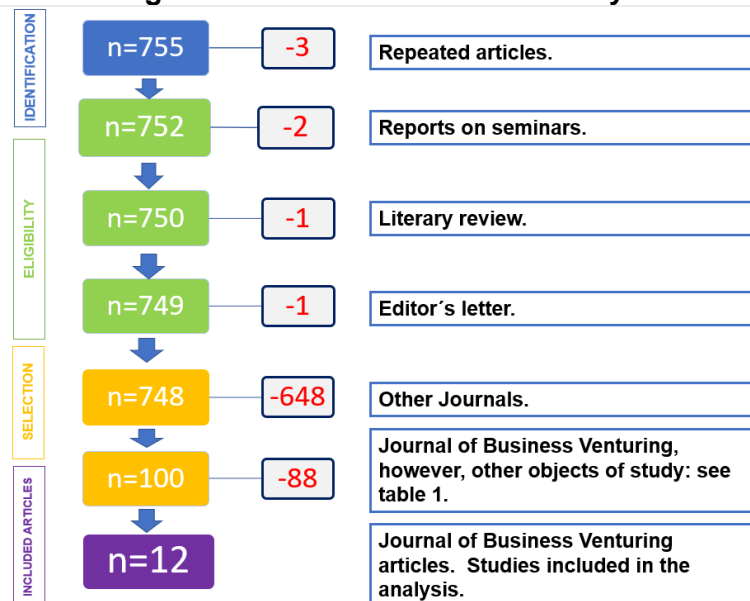 IDENTIFICATION
n=755
-3
Repeated articles.
n=752
-2
Reports on seminars.
ELIGIBILITY
n=750
-1
Literary review.
n=749
-1
Editor´s letter.
SELECTION
n=748
-648
Other Journals.
n=100
-88
Journal of Business Venturing,
however, other objects of study: see
table 1.
INCLUDED ARTICLES
n=12
Journal of Business Venturing
articles.  Studies included in the
analysis.